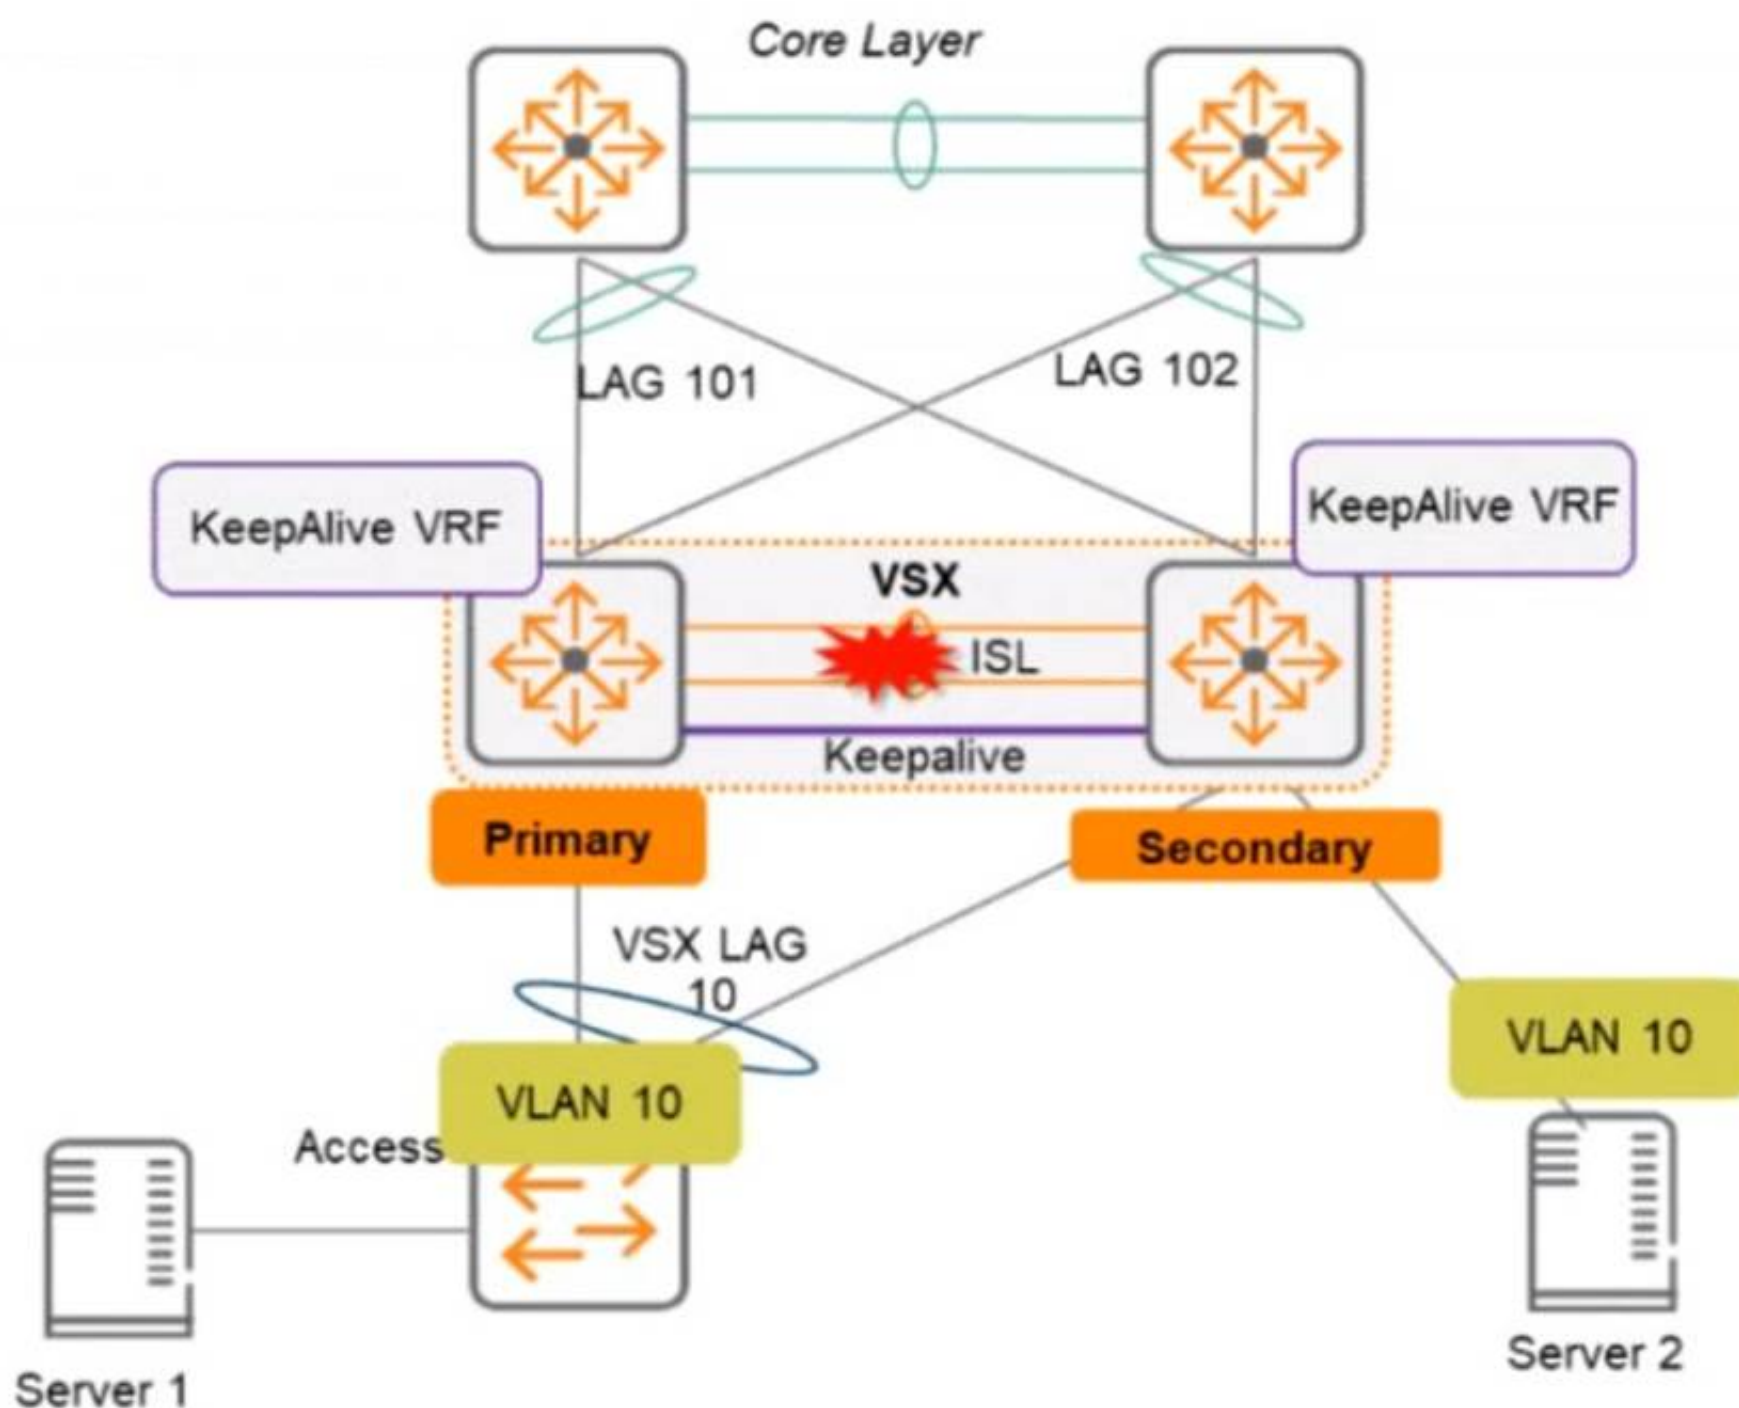 Core Layer
LAG 101
LAG 102
KeepAlive VRF
KeepAlive VRF
VSX
ISL
Keepalive
Primary
Secondary
VSX LAG
10
VLAN 10
VLAN 10
Access
Server 1
Server 2